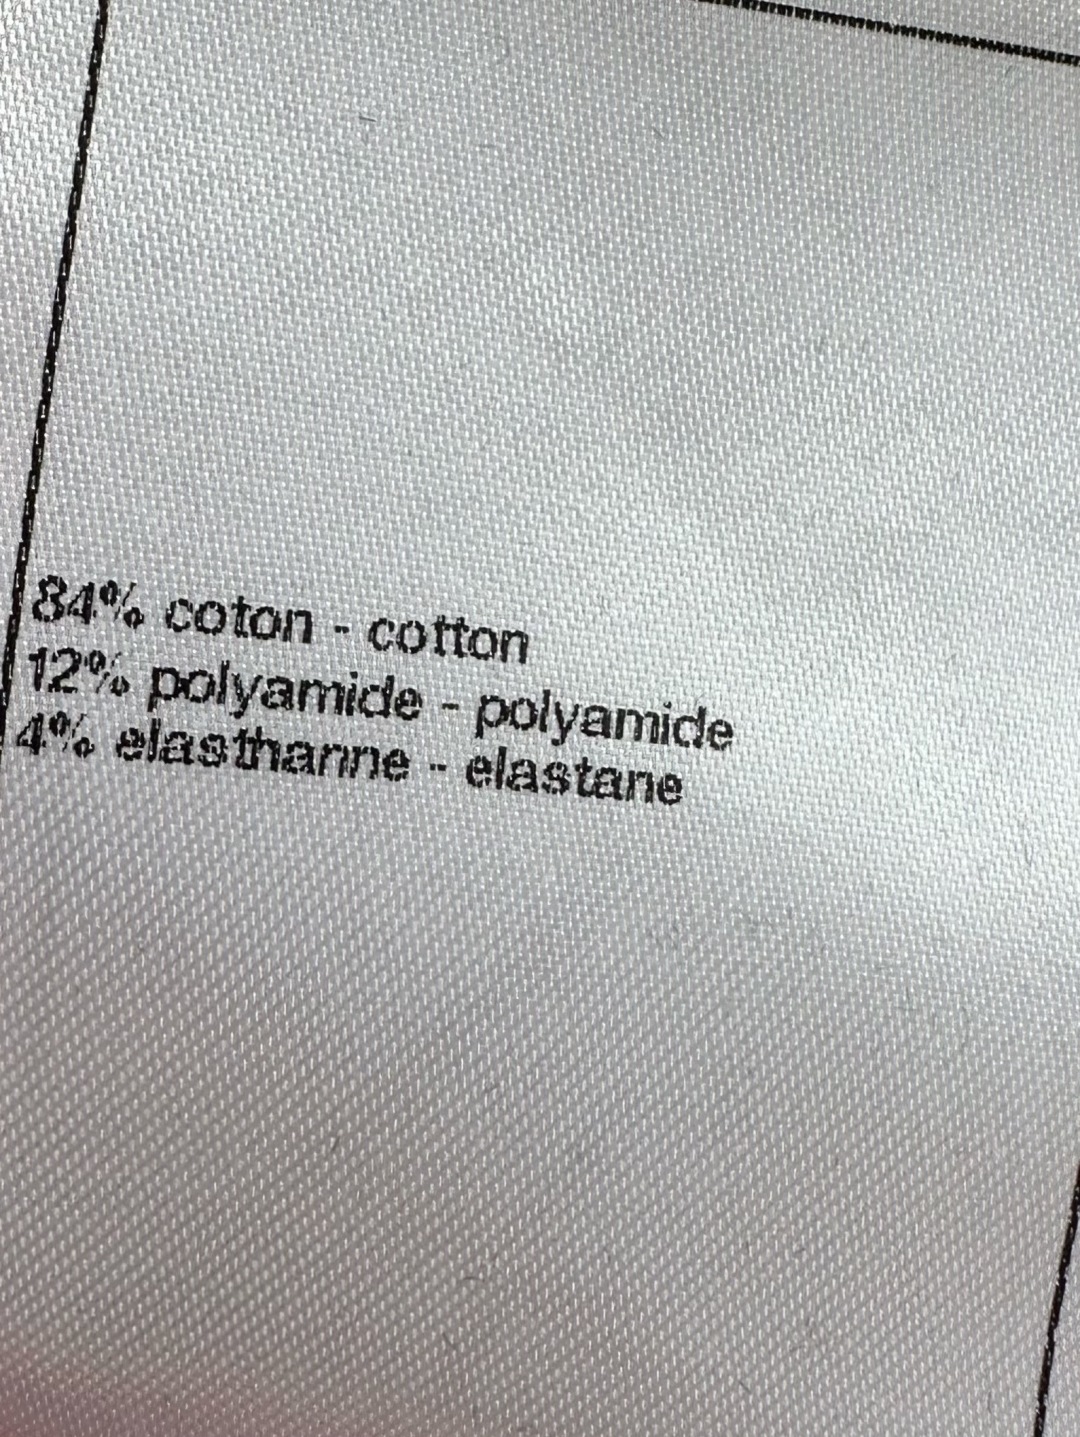 84% coton - cotton
12% polyamide - polyamide
4% elasthanne - elastane